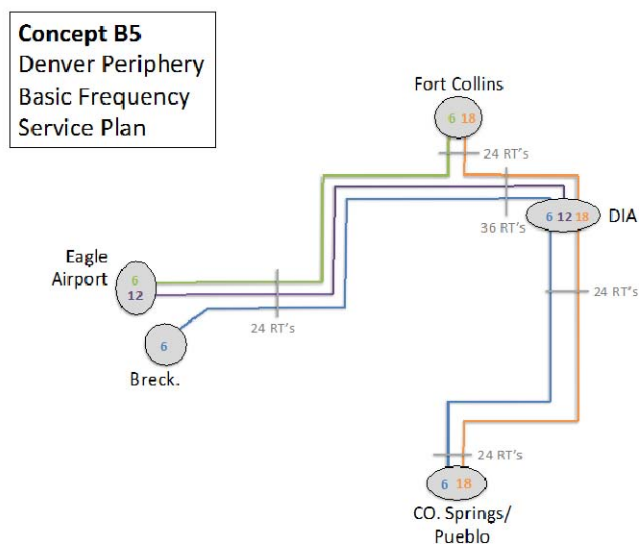 Concept B5
Denver Periphery
Basic Frequency
Service Plan
Fort Collins
6 18
24 RT's
36 RT's
6 12 18
DIA
Eagle
Airport
6
12
24 RT's
24 RT's
6
Breck.
24 RT's
6 18
CO. Springs/
Pueblo